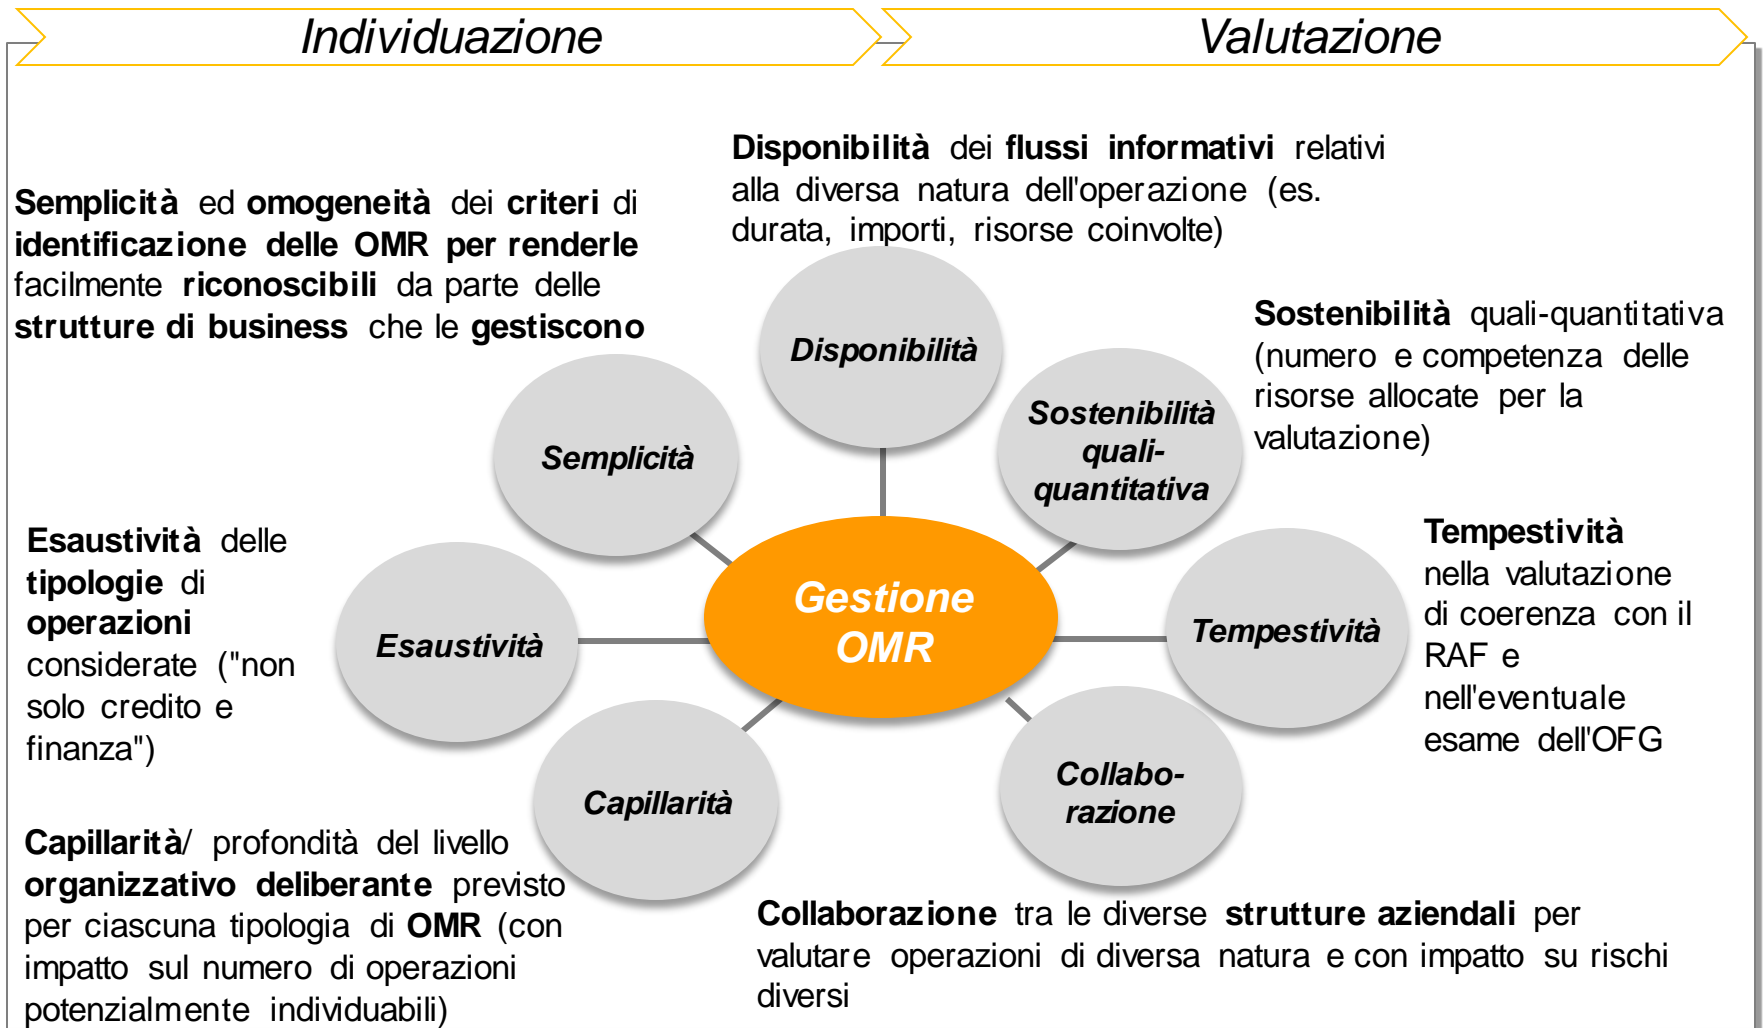 Individuazione
Valutazione
Disponibilità dei flussi informativi relativi
alla diversa natura dell'operazione (es.
durata, importi, risorse coinvolte)
Semplicità ed omogeneità dei criteri di
identificazione delle OMR per renderle
facilmente riconoscibili da parte delle
strutture di business che le gestiscono
Sostenibilità quali-quantitativa
(numero e competenza delle
risorse allocate per la
valutazione)
Disponibilità
Semplicità
Sostenibilità
quali-
quantitativa
Esaustività delle
tipologie di
operazioni
considerate ("non
solo credito e
finanza")
Esaustività
Gestione
OMR
Tempestività
Tempestività
nella valutazione
di coerenza con il
RAF e
nell'eventuale
esame dell'OFG
Capillarità
Collabo-
razione
Capillarità/ profondità del livello
organizzativo deliberante previsto
per ciascuna tipologia di OMR (con
impatto sul numero di operazioni
potenzialmente individuabili)
Collaborazione tra le diverse strutture aziendali per
valutare operazioni di diversa natura e con impatto su rischi
diversi